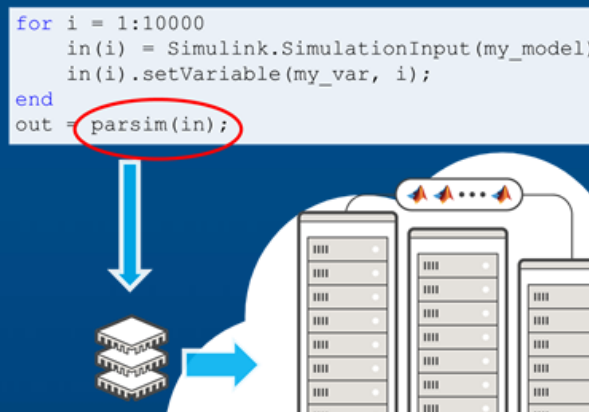 for i = 1:10000
in(i) = Simulink.SimulationInput(my_model)
in(i).setVariable(my_var, i);
end
out = parsim(in);